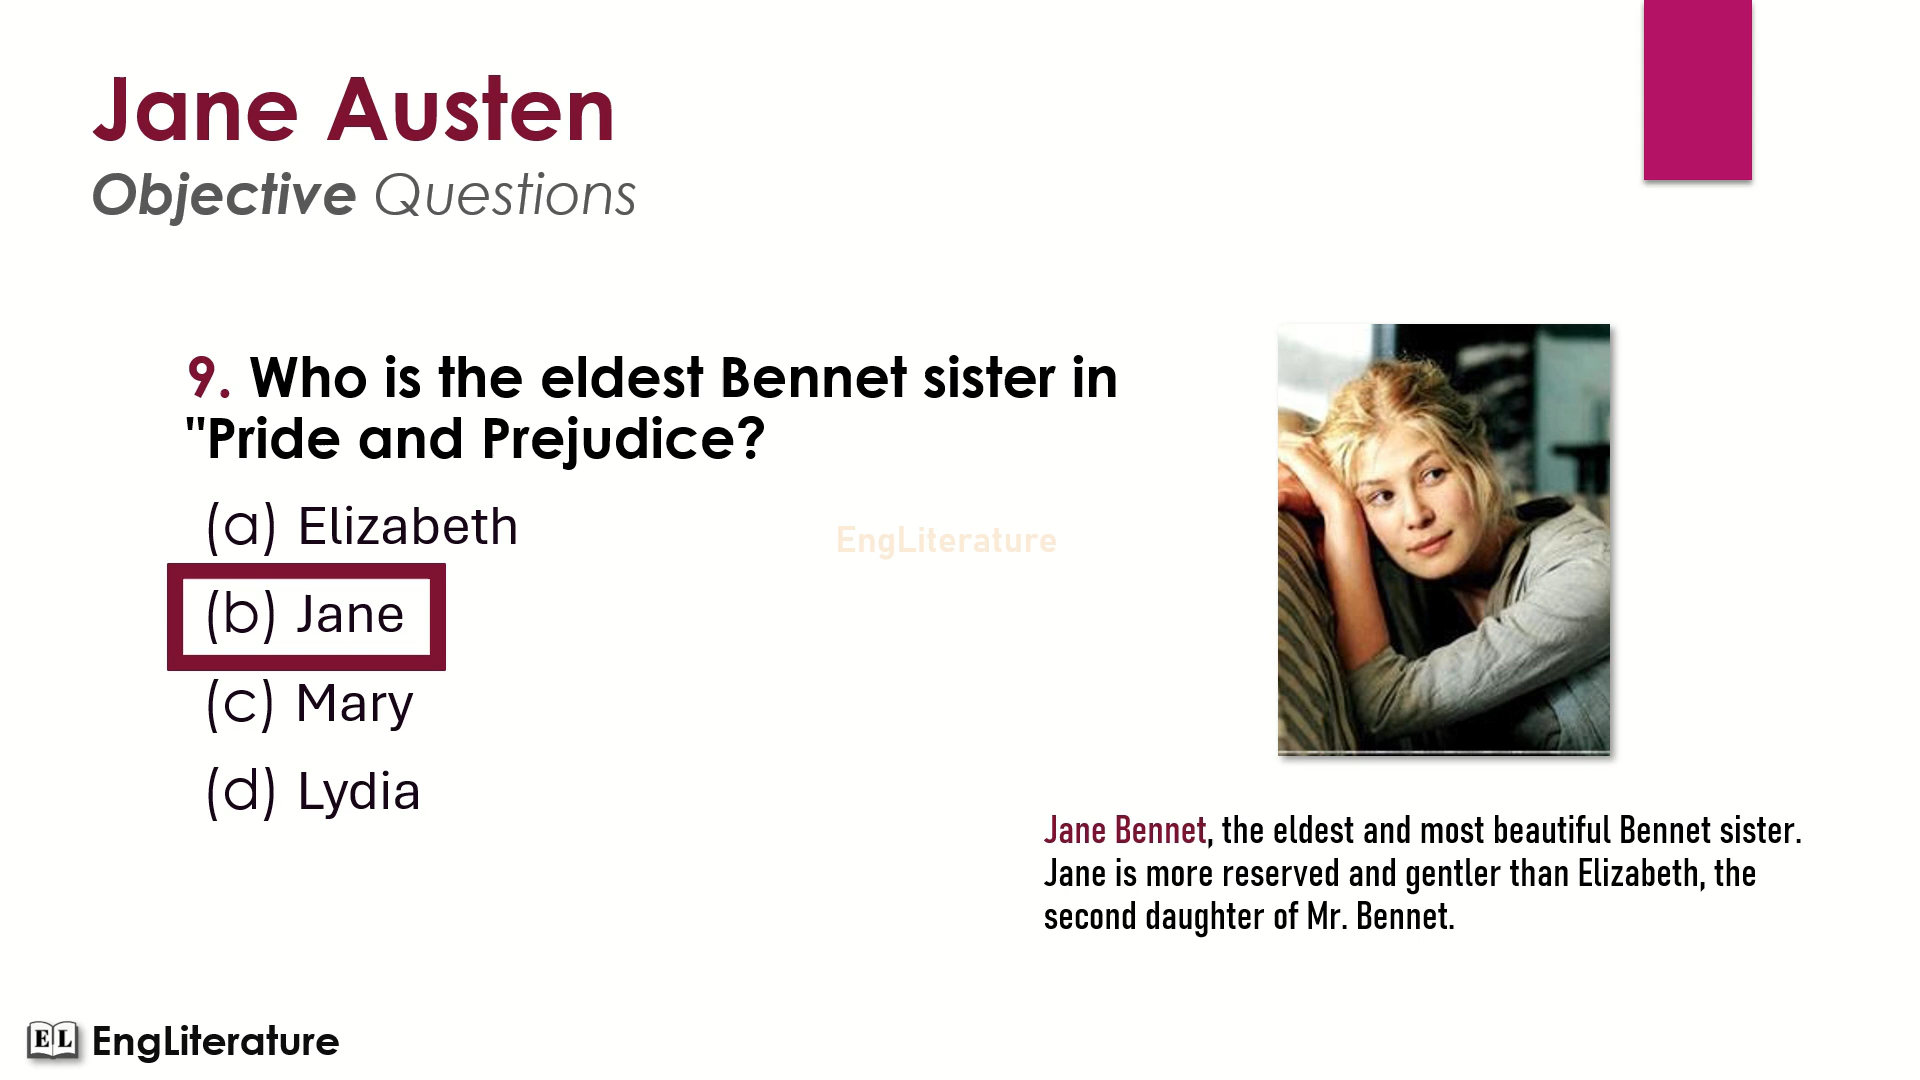 Jane Austen
Objective Questions
9. Who is the eldest Bennet sister in
"Pride and Prejudice?
(a) Elizabeth
(b) Jane
(c) Mary
(d) Lydia
EngLiterature
Jane Bennet, the eldest and most beautiful Bennet sister.
Jane is more reserved and gentler than Elizabeth, the
second daughter of Mr. Bennet.
EL EngLiterature